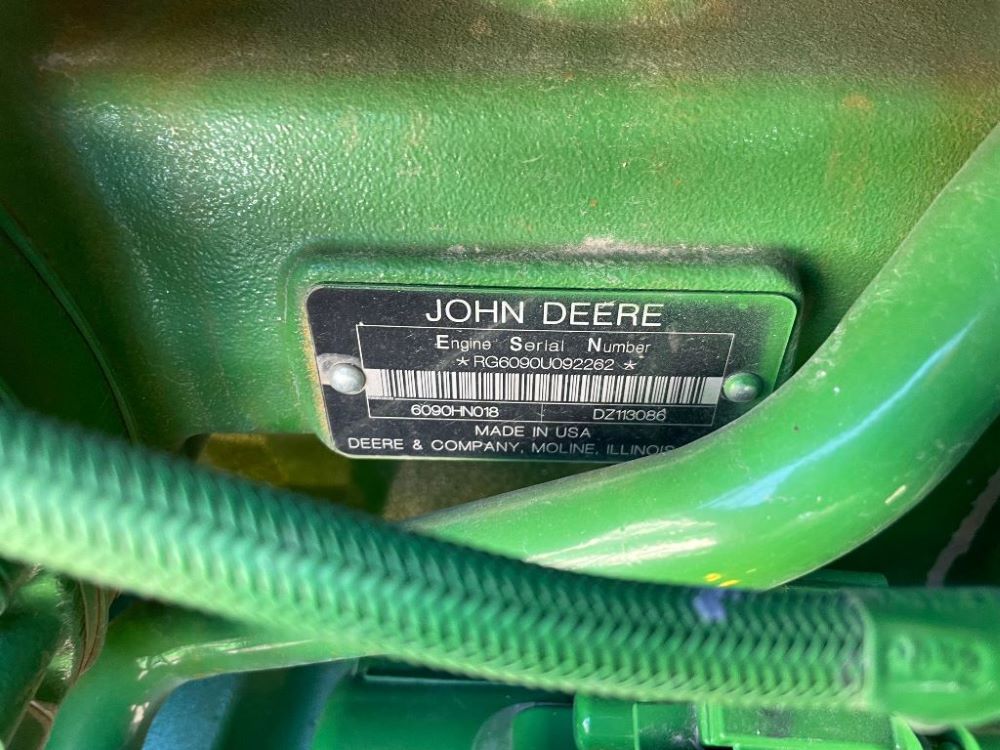 JOHN DEERE
Engine Serial Number
*RG6090U092262*
6090HN018 DZ113086
MADE IN USA
DEERE & COMPANY, MOLINE, ILLINOIS